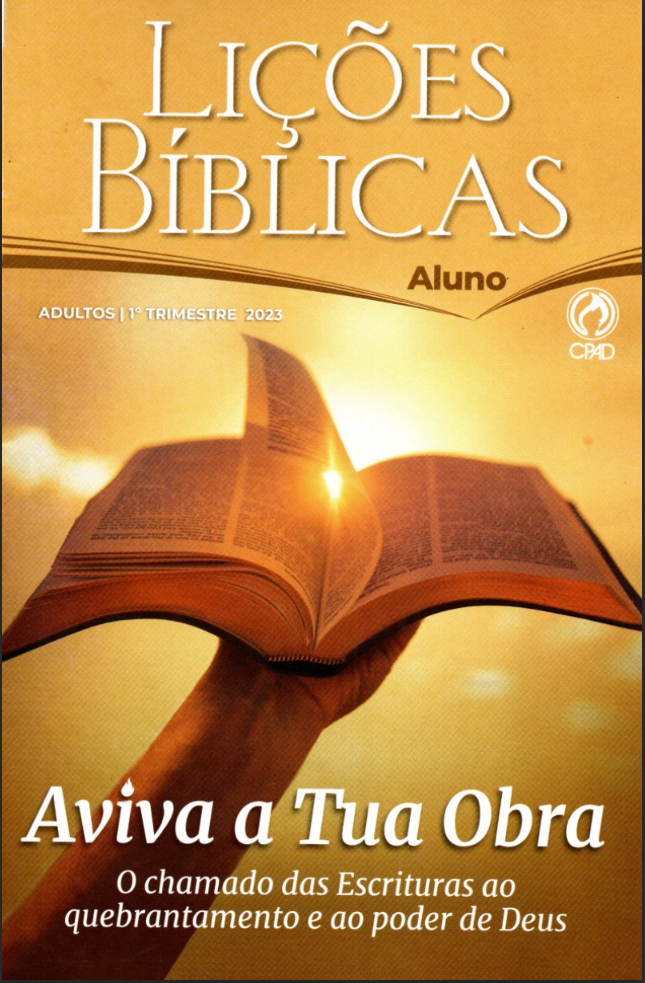 LIÇÕES
BÍBLICAS
Aluno
ADULTOS | 1º TRIMESTRE 2023
CPAD
Aviva a Tua Obra
O chamado das Escrituras ao
quebrantamento e ao poder de Deus